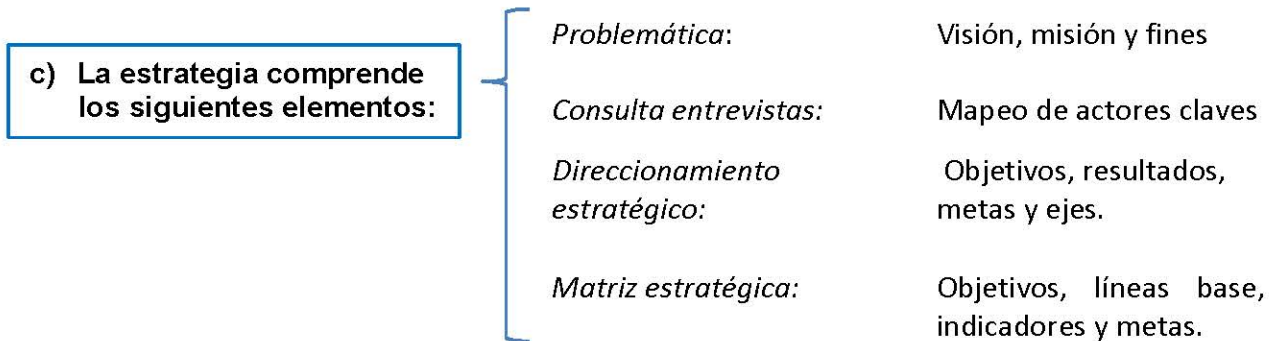 c) La estrategia comprende
los siguientes elementos:
Problemática: Visión, misión y fines
Consulta entrevistas: Mapeo de actores claves
Direccionamiento Objetivos, resultados,
estratégico: metas y ejes.
Matriz estratégica: Objetivos, líneas base,
indicadores y metas.